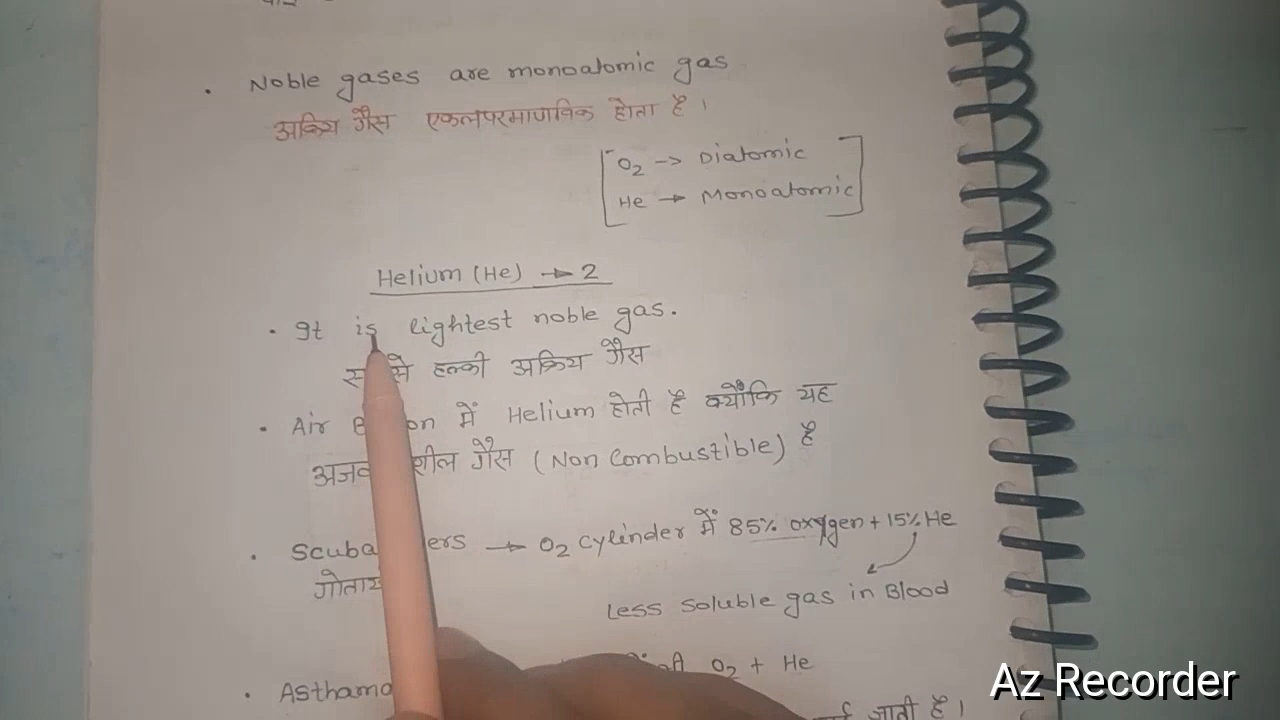 • Noble gases are monoatomic gas
अक्रिय गैस एकलपरमाणविक होता है।
O₂ -> Diatomic
He → Monoatomic
Helium (He) → 2
• It is lightest noble gas.
हल्की अक्रिय गैस
• Air में Helium होती है क्योंकि यह
गैस (Non Combustible) है
• Scuba → O₂ cylinder में 85% oxygen + 15% He
Less soluble gas in Blood
• Asthama O₂ + He
जाती है।
Az Recorder